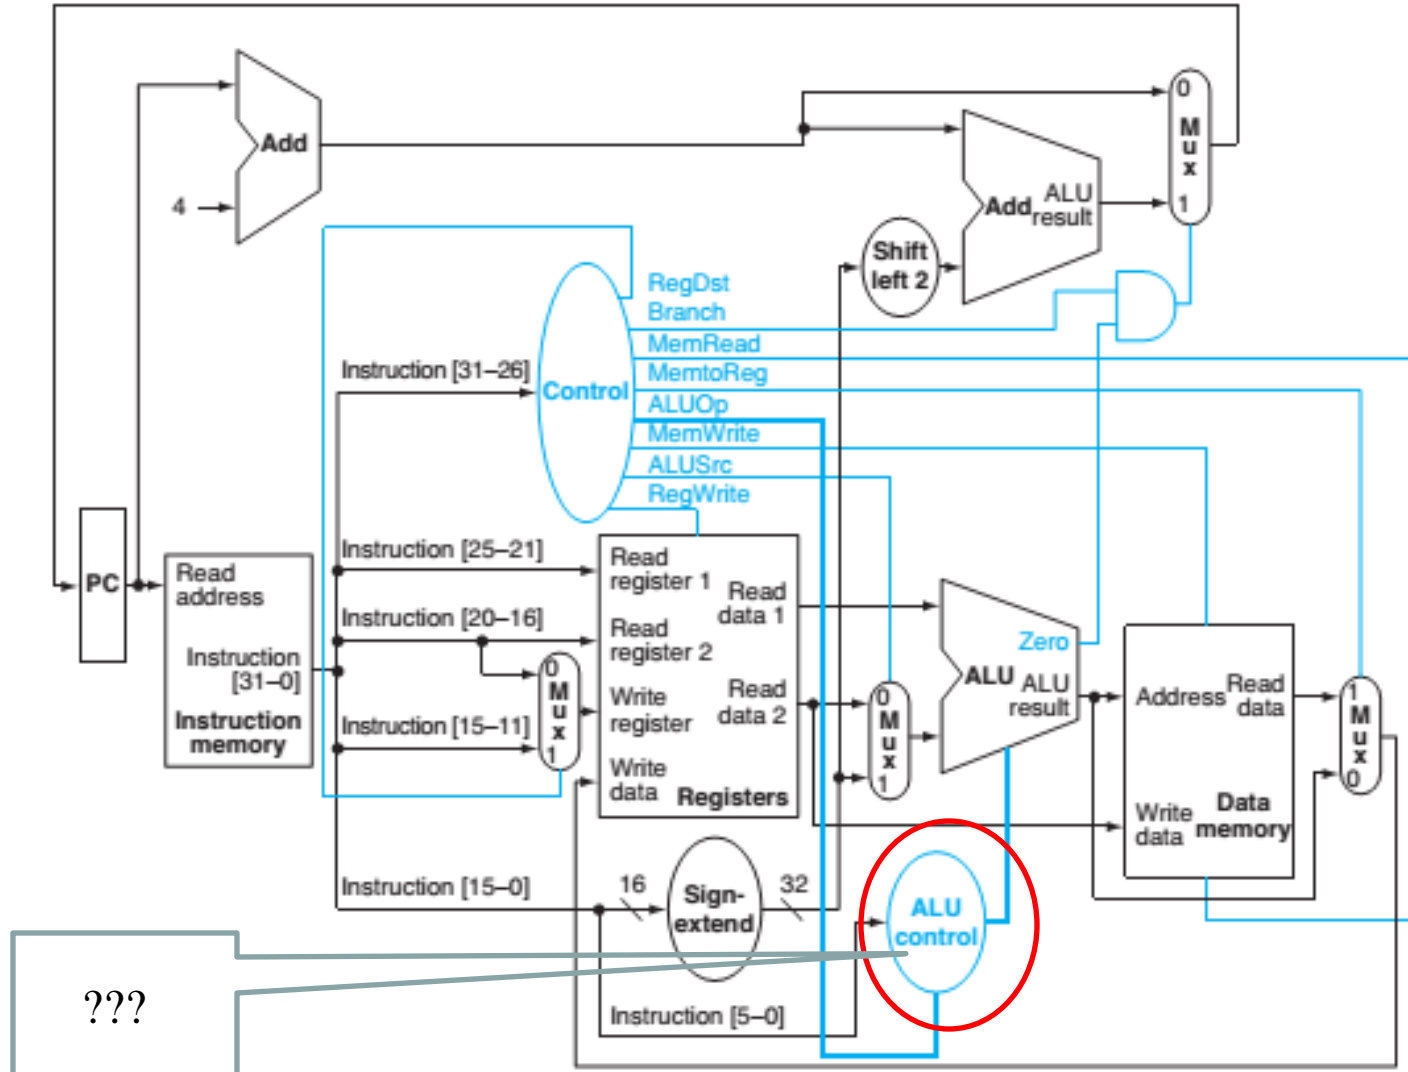 0
M
u
x
1
Add
4
Add
ALU
result
Shift
left 2
RegDst
Branch
MemRead
MemtoReg
ALUOp
MemWrite
ALUSrc
RegWrite
Instruction [31–26]
Control
PC
Read
address
Instruction
[31–0]
Instruction
memory
Instruction [25–21]
Instruction [20–16]
Instruction [15–11]
0
M
u
x
1
Read
register 1
Read
register 2
Write
register
Write
data
Read
data 1
Read
data 2
Registers
0
M
u
x
1
Zero
ALU
ALU
result
Address
Read
data
Write
data
Data
memory
1
M
u
x
0
Instruction [15–0]
16
Sign-
extend
32
ALU
control
Instruction [5–0]
???